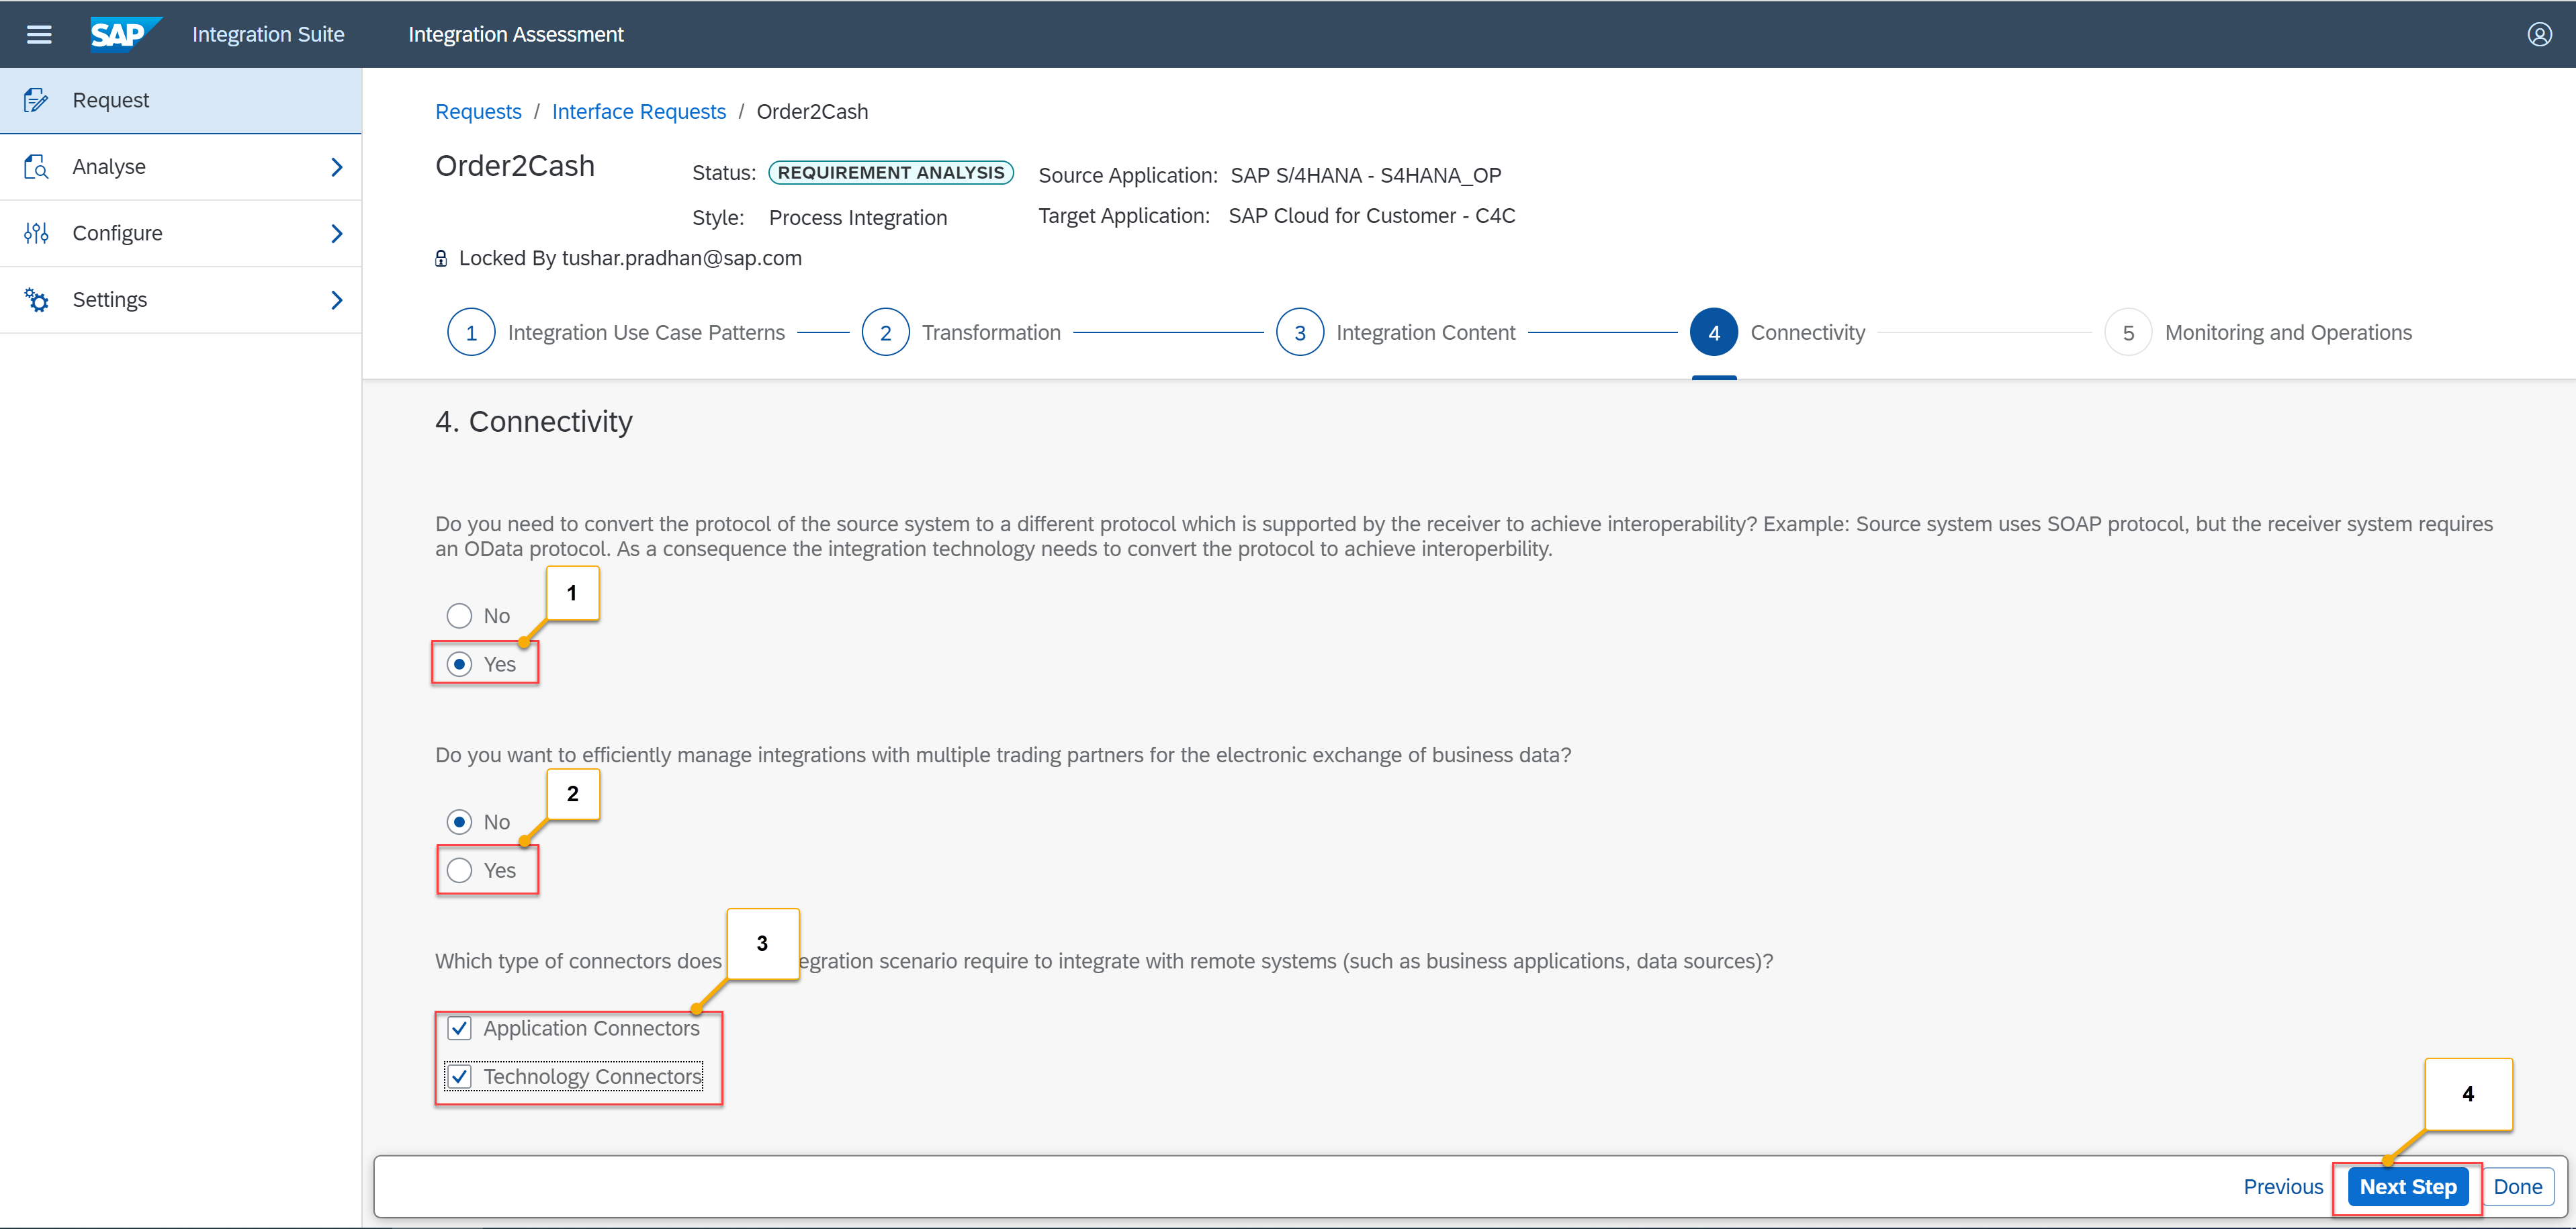 SAP Integration Suite Integration Assessment
Request
Analyse
Configure
Settings
Requests / Interface Requests / Order2Cash
Order2Cash
Status: REQUIREMENT ANALYSIS
Source Application: SAP S/4HANA - S4HANA_OP
Style: Process Integration
Target Application: SAP Cloud for Customer - C4C
Locked By tushar.pradhan@sap.com
1 Integration Use Case Patterns
2 Transformation
3 Integration Content
4 Connectivity
5 Monitoring and Operations
4. Connectivity
Do you need to convert the protocol of the source system to a different protocol which is supported by the receiver to achieve interoperability? Example: Source system uses SOAP protocol, but the receiver system requires
an OData protocol. As a consequence the integration technology needs to convert the protocol to achieve interoperbility.
1
No
Yes
Do you want to efficiently manage integrations with multiple trading partners for the electronic exchange of business data?
2
No
Yes
3
Which type of connectors does egration scenario require to integrate with remote systems (such as business applications, data sources)?
Application Connectors
Technology Connectors
4
Previous Next Step Done